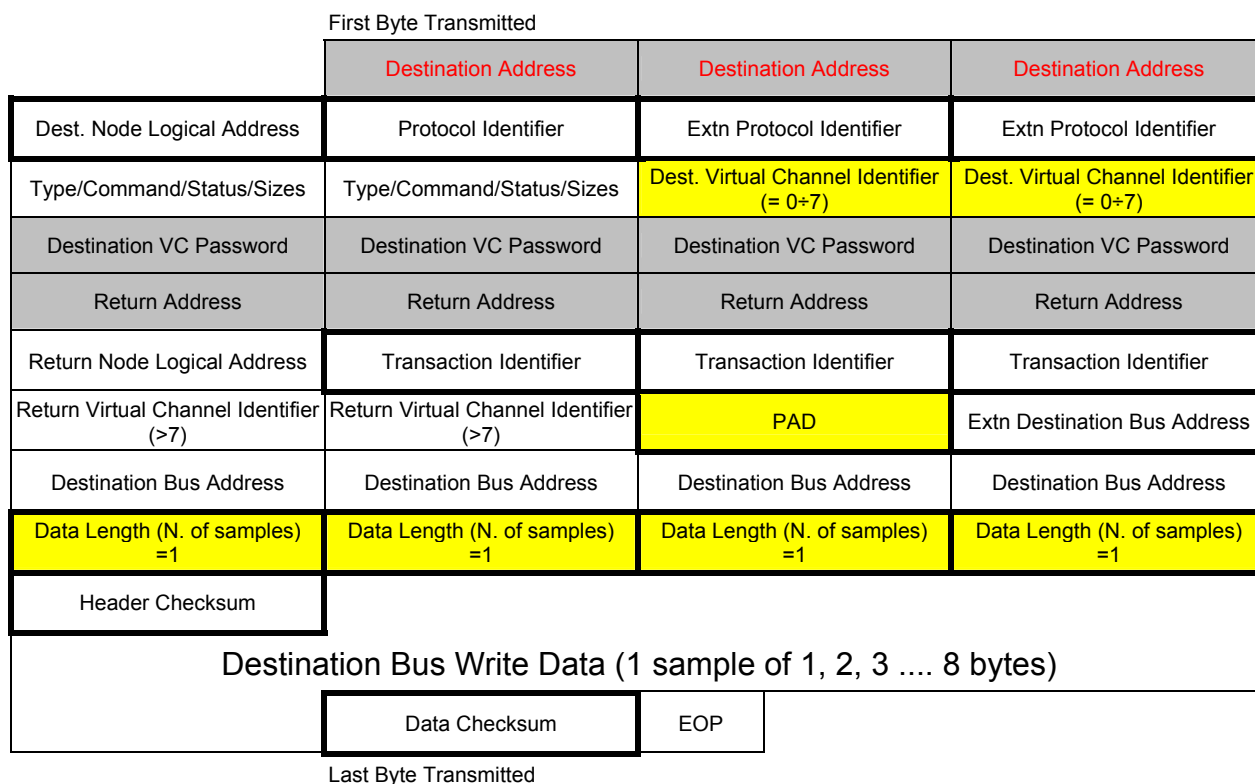 First Byte Transmitted
Destination Address Destination Address Destination Address
Dest. Node Logical Address Protocol Identifier Extn Protocol Identifier Extn Protocol Identifier
Type/Command/Status/Sizes Type/Command/Status/Sizes Dest. Virtual Channel Identifier (= 0÷7) Dest. Virtual Channel Identifier (= 0÷7)
Destination VC Password Destination VC Password Destination VC Password Destination VC Password
Return Address Return Address Return Address Return Address
Return Node Logical Address Transaction Identifier Transaction Identifier Transaction Identifier
Return Virtual Channel Identifier (>7) Return Virtual Channel Identifier (>7) PAD Extn Destination Bus Address
Destination Bus Address Destination Bus Address Destination Bus Address Destination Bus Address
Data Length (N. of samples) =1 Data Length (N. of samples) =1 Data Length (N. of samples) =1 Data Length (N. of samples) =1
Header Checksum
Destination Bus Write Data (1 sample of 1, 2, 3 .... 8 bytes)
Data Checksum EOP
Last Byte Transmitted